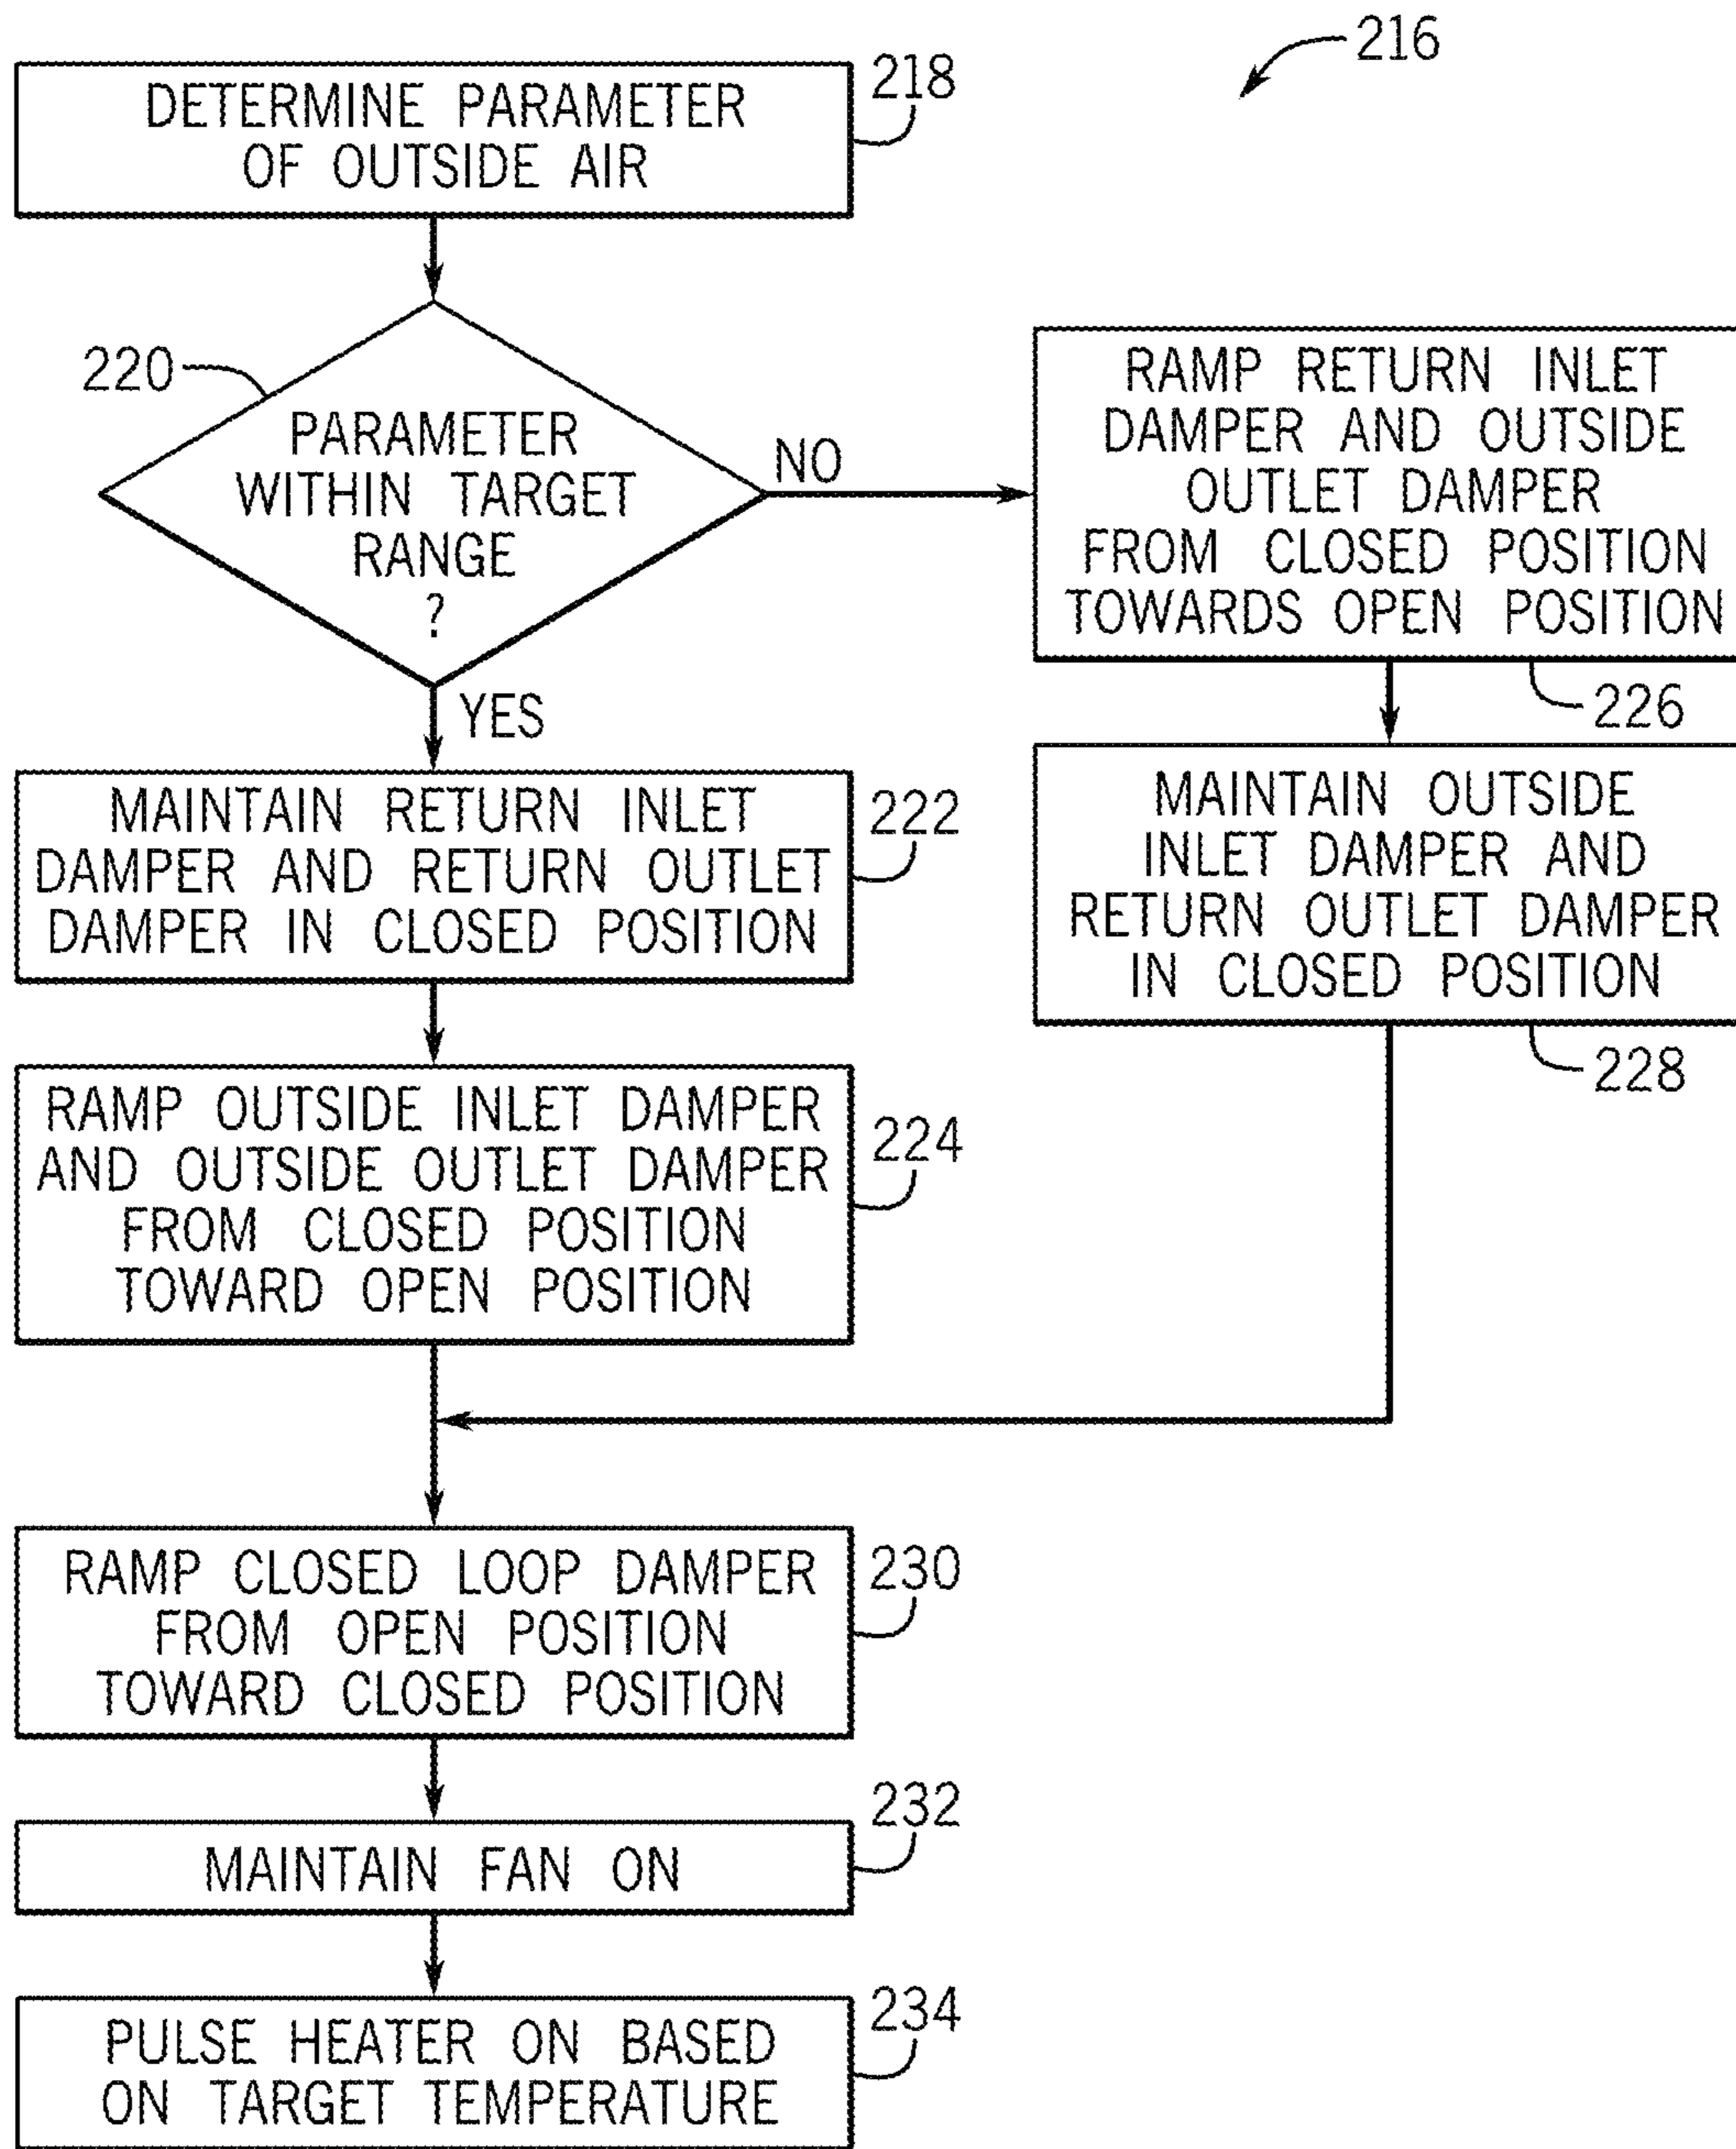 216
DETERMINE PARAMETER
OF OUTSIDE AIR
218
220
PARAMETER
WITHIN TARGET
RANGE
?
NO
YES
RAMP RETURN INLET
DAMPER AND OUTSIDE
OUTLET DAMPER
FROM CLOSED POSITION
TOWARDS OPEN POSITION
226
MAINTAIN RETURN INLET
DAMPER AND RETURN OUTLET
DAMPER IN CLOSED POSITION
222
MAINTAIN OUTSIDE
INLET DAMPER AND
RETURN OUTLET DAMPER
IN CLOSED POSITION
228
RAMP OUTSIDE INLET DAMPER
AND OUTSIDE OUTLET DAMPER
FROM CLOSED POSITION
TOWARD OPEN POSITION
224
RAMP CLOSED LOOP DAMPER
FROM OPEN POSITION
TOWARD CLOSED POSITION
230
MAINTAIN FAN ON
232
PULSE HEATER ON BASED
ON TARGET TEMPERATURE
234